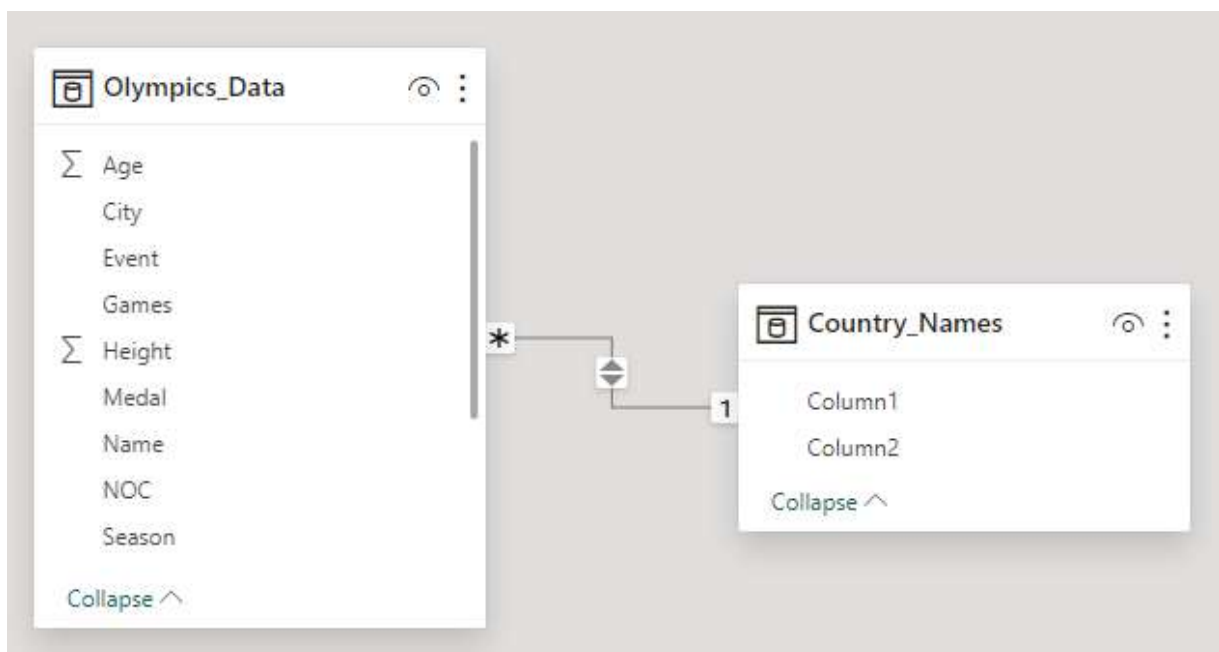 Olympics_Data
Σ Age
City
Event
Games
Σ Height
Medal
Name
NOC
Season
Collapse
*
1
Country_Names
Column1
Column2
Collapse